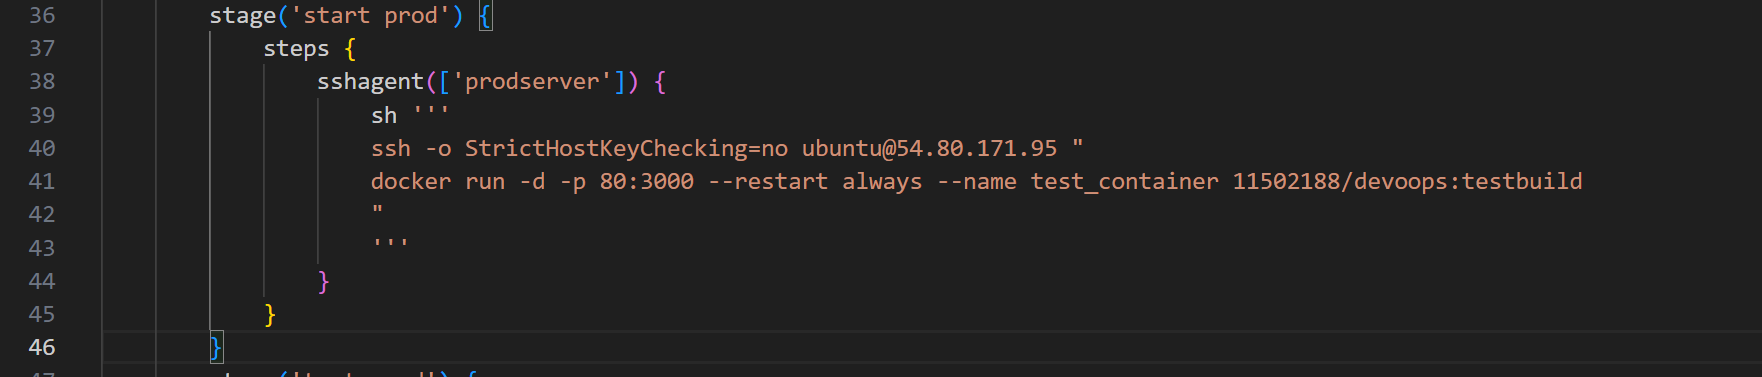 36 stage('start prod') {
37 steps {
38 sshagent(['prodserver']) {
39 sh '''
40 ssh -o StrictHostKeyChecking=no ubuntu@54.80.171.95 "
41 docker run -d -p 80:3000 --restart always --name test_container 11502188/devoops:testbuild
42 "
43 '''
44 }
45 }
46 }